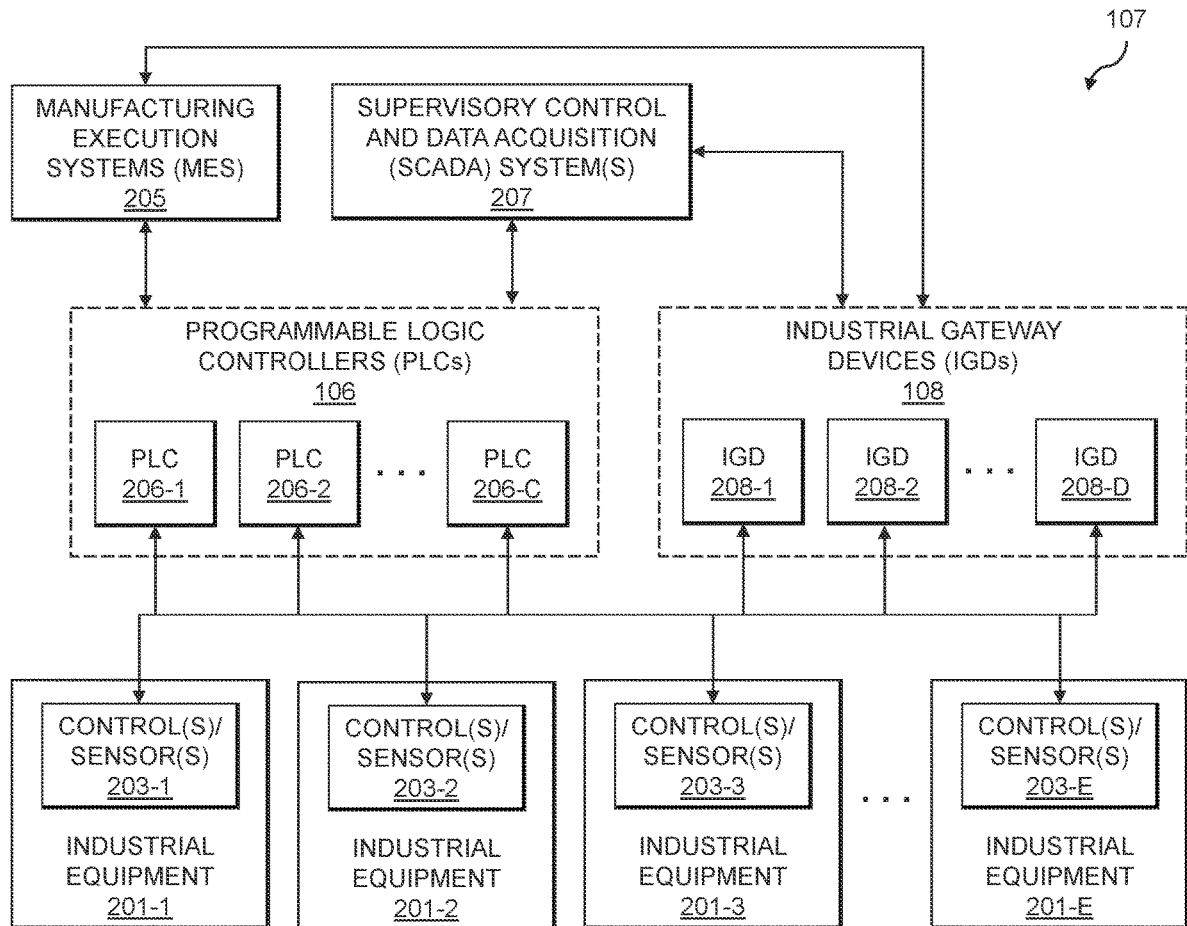 107
MANUFACTURING
EXECUTION
SYSTEMS (MES)
205
SUPERVISORY CONTROL
AND DATA ACQUISITION
(SCADA) SYSTEM(S)
207
PROGRAMMABLE LOGIC
CONTROLLERS (PLCs)
106
PLC
206-1
PLC
206-2
. . .
PLC
206-C
INDUSTRIAL GATEWAY
DEVICES (IGDs)
108
IGD
208-1
IGD
208-2
. . .
IGD
208-D
CONTROL(S)/
SENSOR(S)
203-1
INDUSTRIAL
EQUIPMENT
201-1
CONTROL(S)/
SENSOR(S)
203-2
INDUSTRIAL
EQUIPMENT
201-2
CONTROL(S)/
SENSOR(S)
203-3
INDUSTRIAL
EQUIPMENT
201-3
. . .
CONTROL(S)/
SENSOR(S)
203-E
INDUSTRIAL
EQUIPMENT
201-E